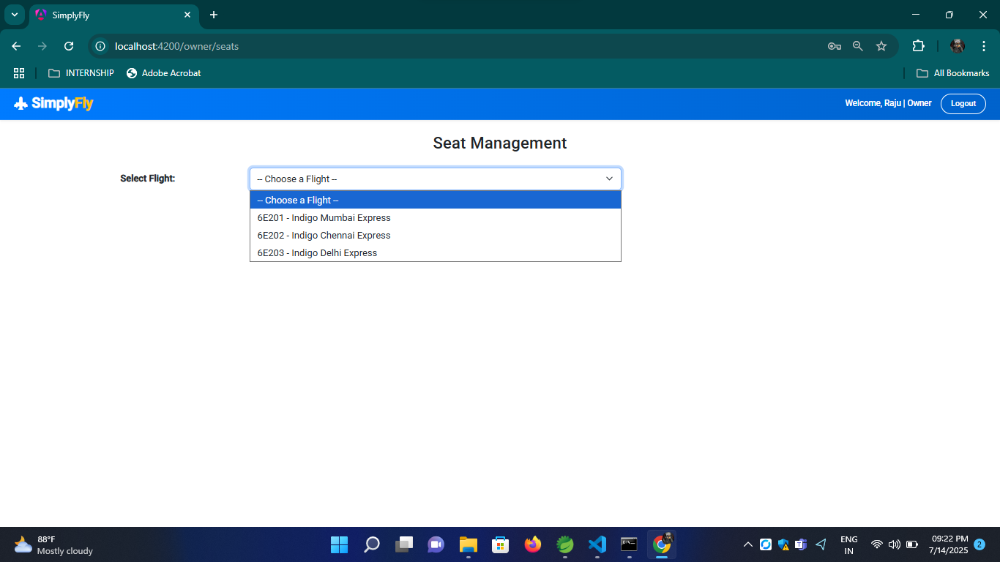 SimplyFly
localhost:4200/owner/seats
INTERNSHIP
Adobe Acrobat
All Bookmarks
SimplyFly
Welcome, Raju | Owner
Logout
Seat Management
Select Flight:
-- Choose a Flight --
-- Choose a Flight --
6E201 - Indigo Mumbai Express
6E202 - Indigo Chennai Express
6E203 - Indigo Delhi Express
88°F
Mostly cloudy
ENG
IN
09:22 PM
7/14/2025
2